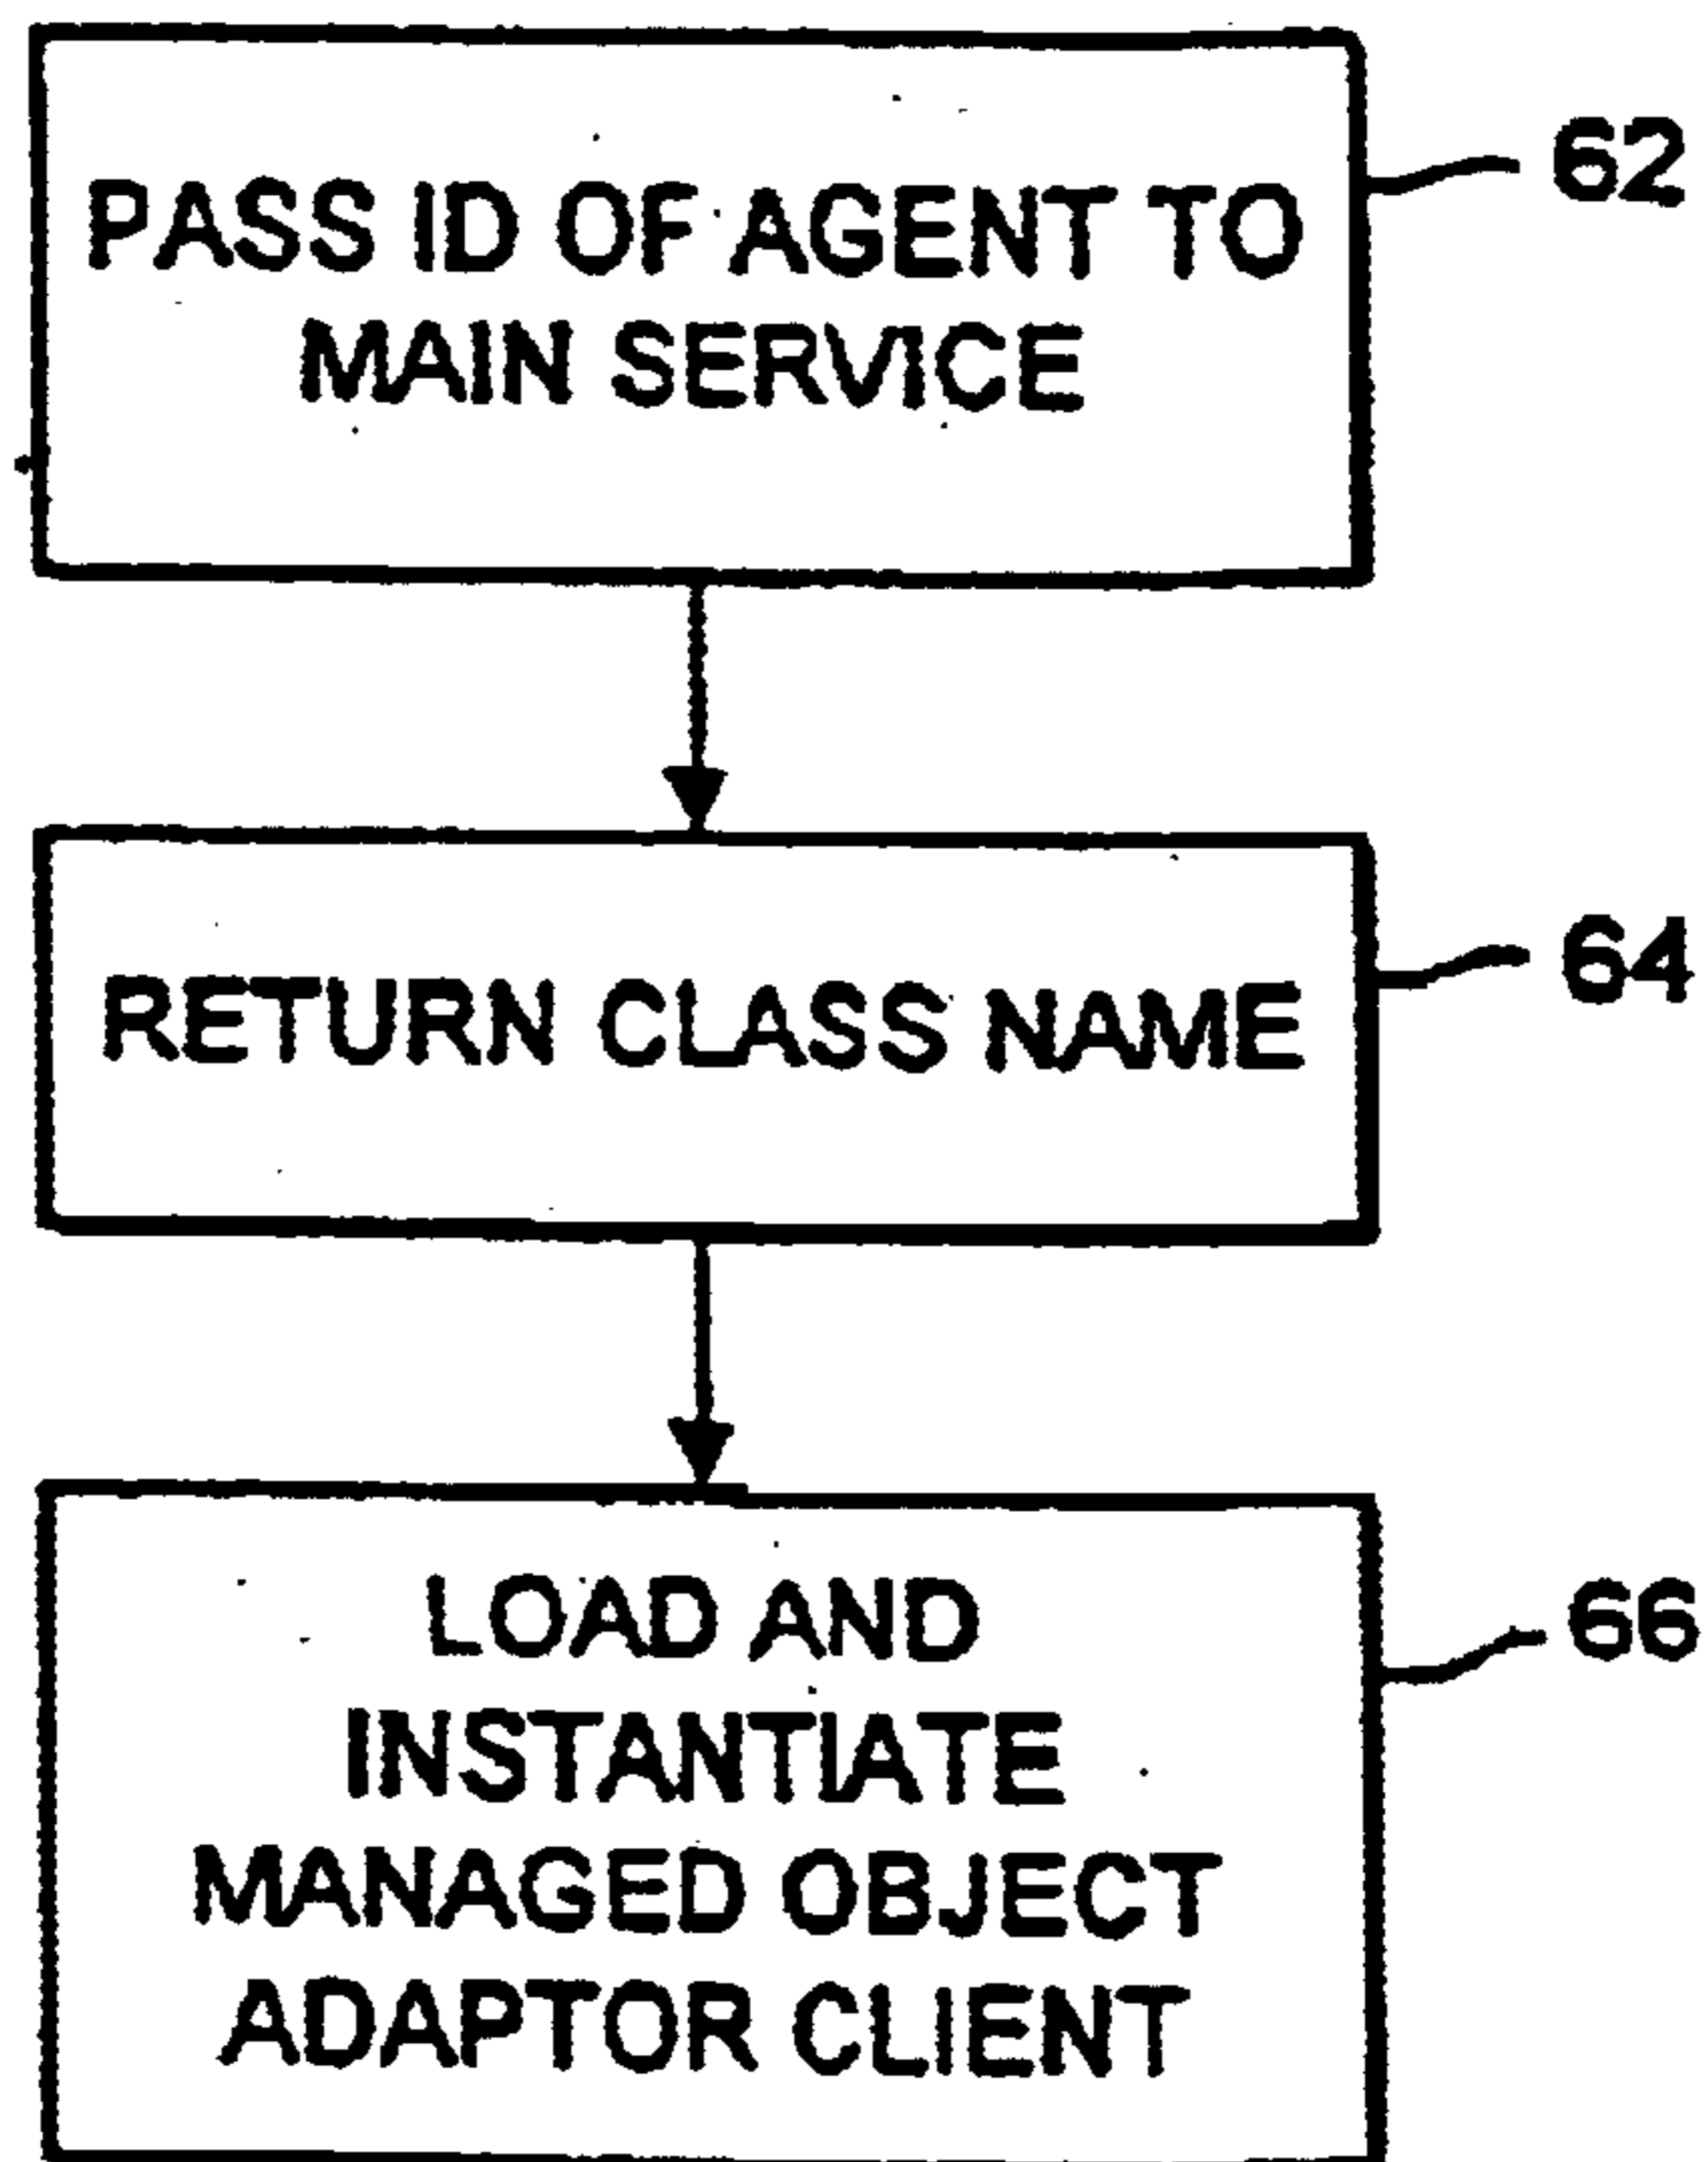 PASS ID OF AGENT TO
MAIN SERVICE
62
RETURN CLASS NAME
64
LOAD AND
INSTANTIATE
MANAGED OBJECT
ADAPTOR CLIENT
66